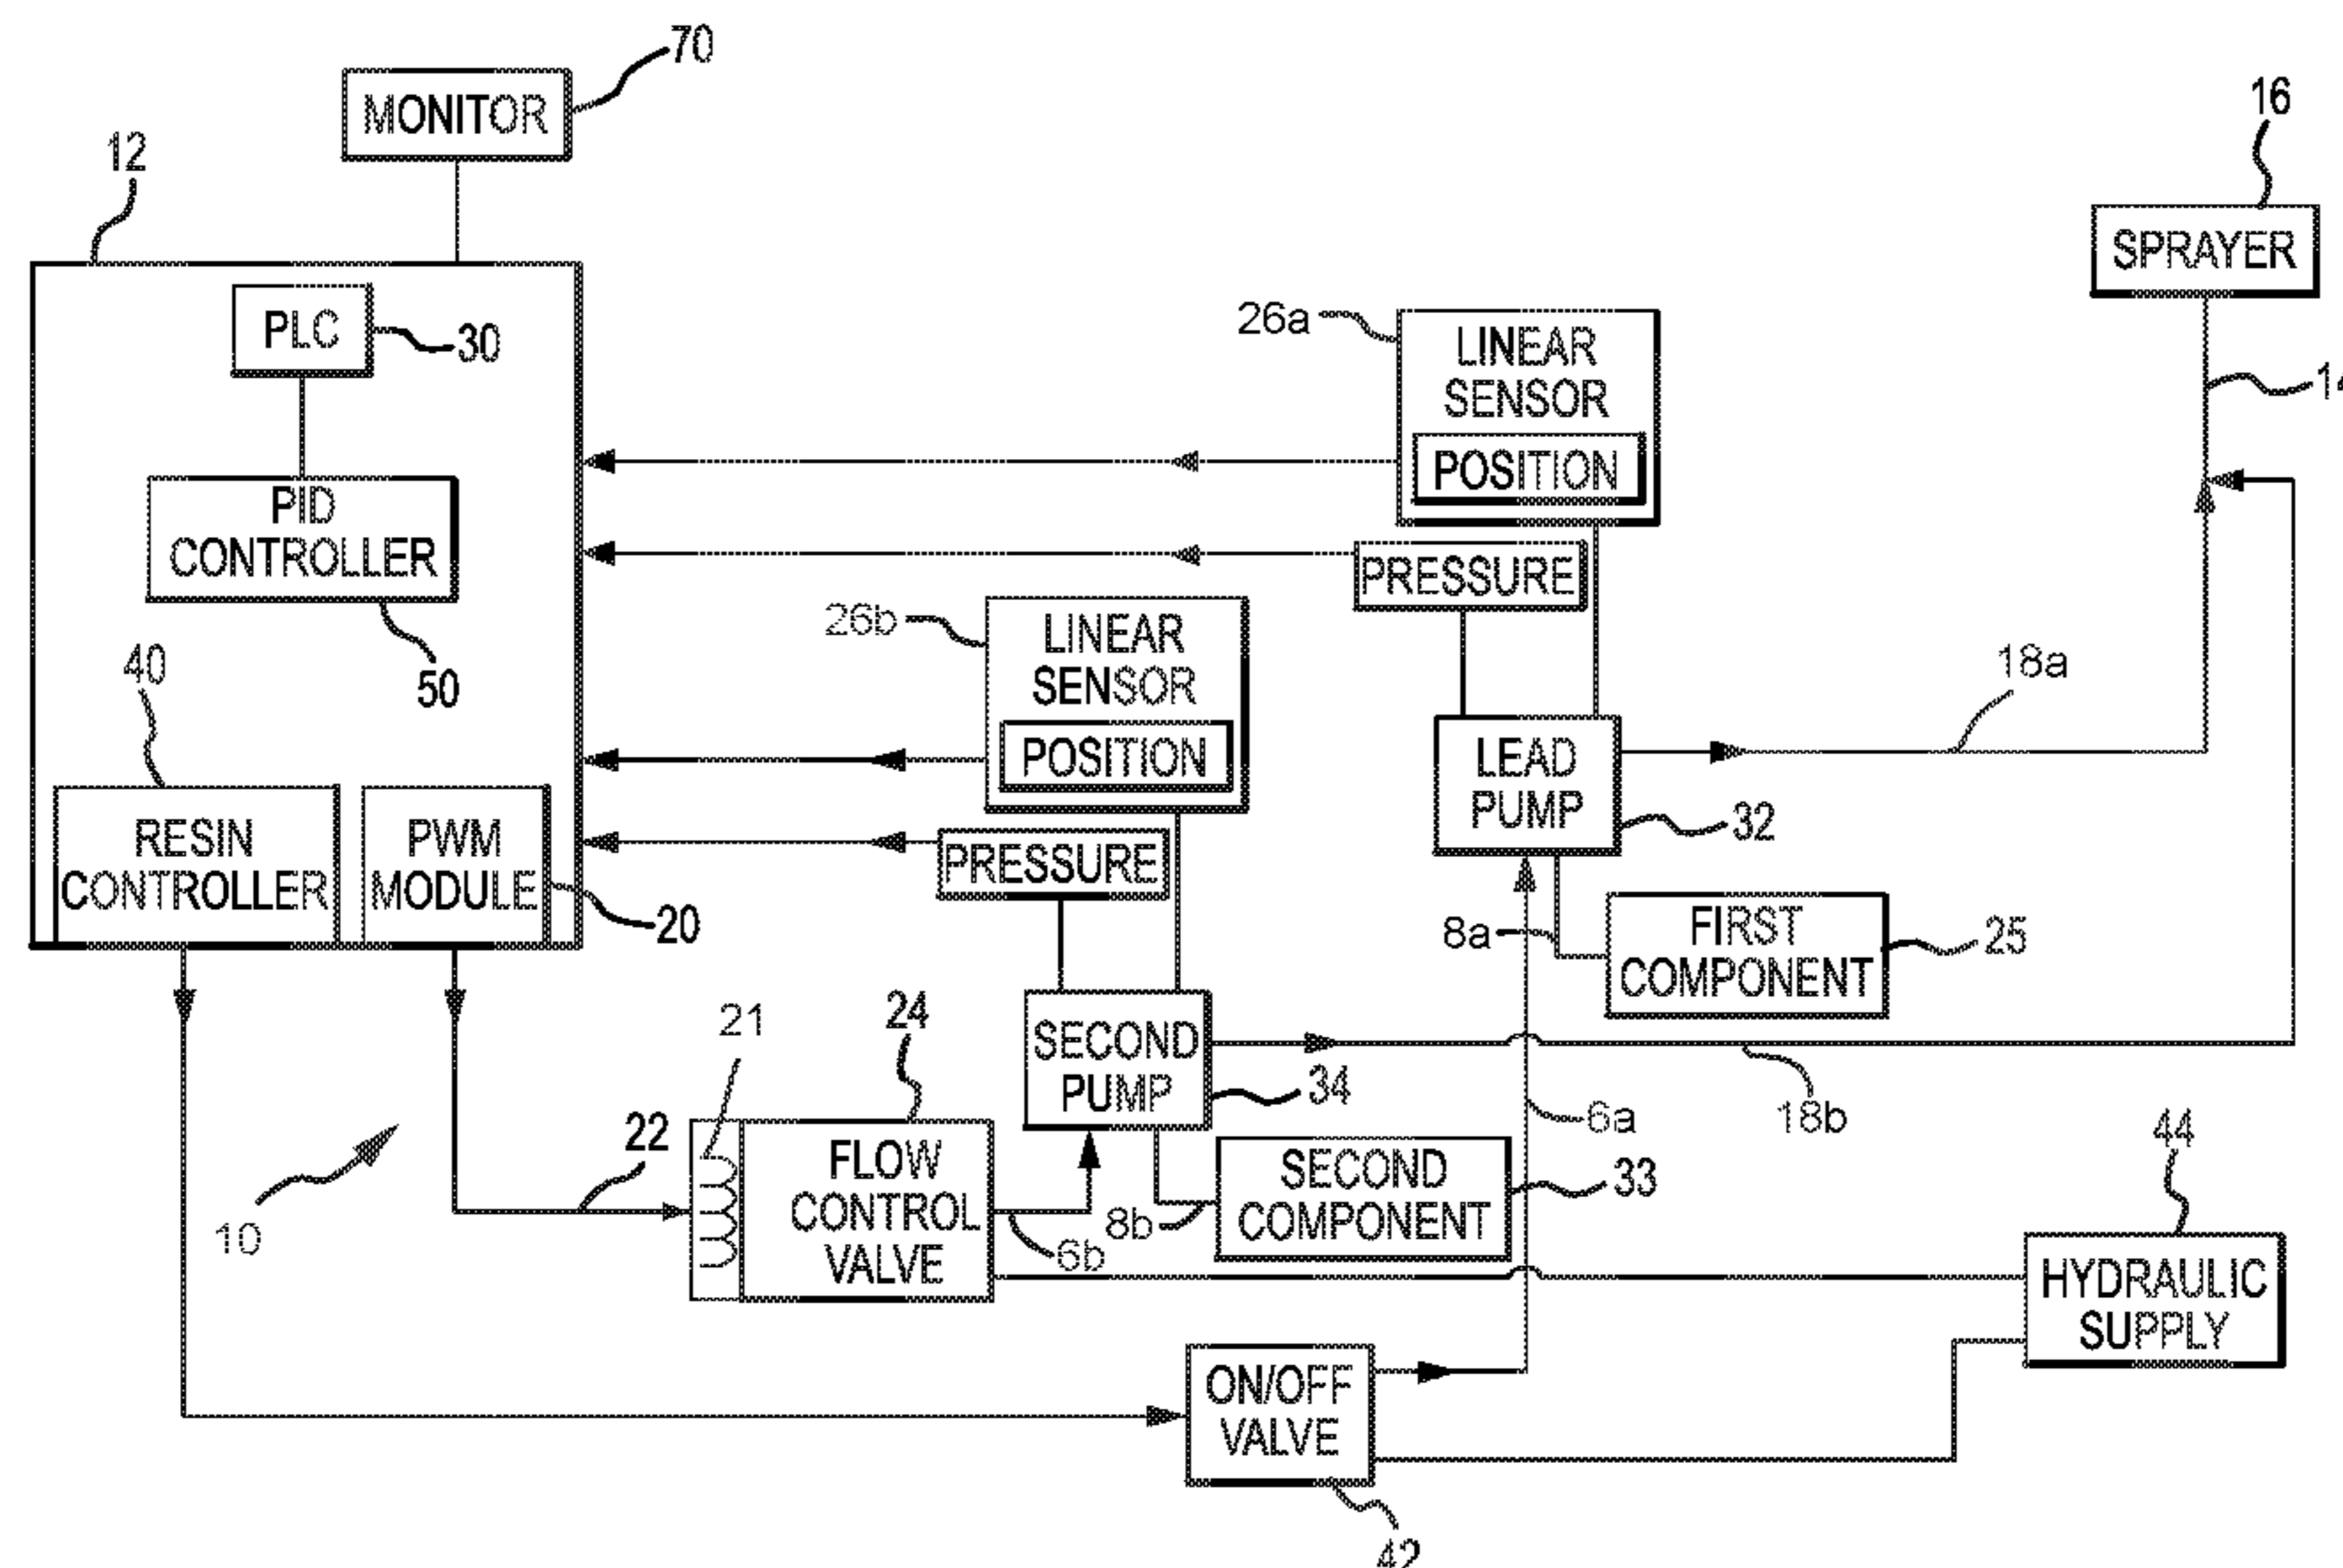 70
MONITOR
16
12
SPRAYER
PLC
30
26a
LINEAR
SENSOR
POSITION
14
PID
CONTROLLER
50
PRESSURE
26b
LINEAR
SENSOR
POSITION
18a
40
RESIN
CONTROLLER
PWM
MODULE
20
PRESSURE
LEAD
PUMP
32
8a
FIRST
COMPONENT
25
21
24
SECOND
PUMP
34
6a
18b
22
FLOW
CONTROL
VALVE
10
6b
8b
SECOND
COMPONENT
33
44
HYDRAULIC
SUPPLY
ON/OFF
VALVE
42